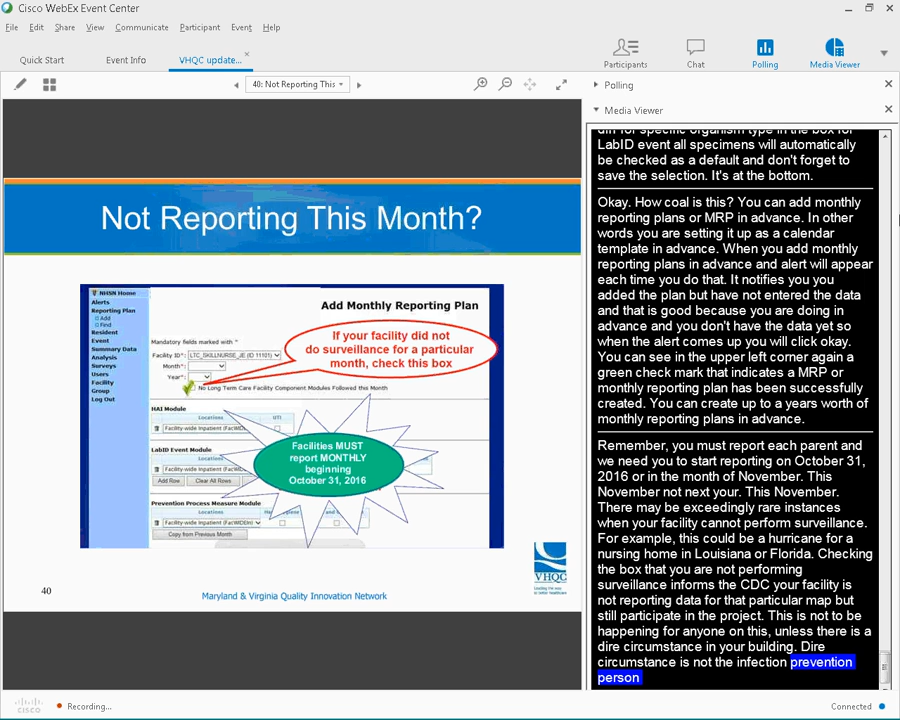 Cisco WebEx Event Center
File Edit Share View Communicate Participant Event Help
Quick Start Event Info VHQC update...
Participants Chat Polling Media Viewer
40: Not Reporting This
Polling
Media Viewer
Not Reporting This Month?
NHSN Home
Alerts
Reporting Plan
Add
Find
Resident
Event
Summary Data
Analysis
Surveys
Users
Facility
Group
Log Out
Add Monthly Reporting Plan
Mandatory fields marked with *
Facility ID*: LTC_SKILLNURSE_JE (ID 11101)
Month*:
Year*:
No Long Term Care Facility Component Modules Followed this Month
If your facility did not
do surveillance for a particular
month, check this box
HAI Module
Locations UTI
Facility-wide Inpatient (FacWIDEIn)
LabID Event Module
Locations
Facility-wide Inpatient (FacWIDEIn)
Add Row Clear All Rows
Facilities MUST
report MONTHLY
beginning
October 31, 2016
Prevention Process Measure Module
Locations
Facility-wide Inpatient (FacWIDEIn)
Copy from Previous Month
40
Maryland & Virginia Quality Innovation Network
VHQC
LabID event all specimens will automatically
be checked as a default and don't forget to
save the selection. It's at the bottom.
Okay. How coal is this? You can add monthly
reporting plans or MRP in advance. In other
words you are setting it up as a calendar
template in advance. When you add monthly
reporting plans in advance and alert will appear
each time you do that. It notifies you you
added the plan but have not entered the data
and that is good because you are doing in
advance and you don't have the data yet so
when the alert comes up you will click okay.
You can see in the upper left corner again a
green check mark that indicates a MRP or
monthly reporting plan has been successfully
created. You can create up to a years worth of
monthly reporting plans in advance.
Remember, you must report each parent and
we need you to start reporting on October 31,
2016 or in the month of November. This
November not next your. This November.
There may be exceedingly rare instances
when your facility cannot perform surveillance.
For example, this could be a hurricane for a
nursing home in Louisiana or Florida. Checking
the box that you are not performing
surveillance informs the CDC your facility is
not reporting data for that particular map but
still participate in the project. This is not to be
happening for anyone on this, unless there is a
dire circumstance in your building. Dire
circumstance is not the infection prevention
person
cisco Recording... Connected